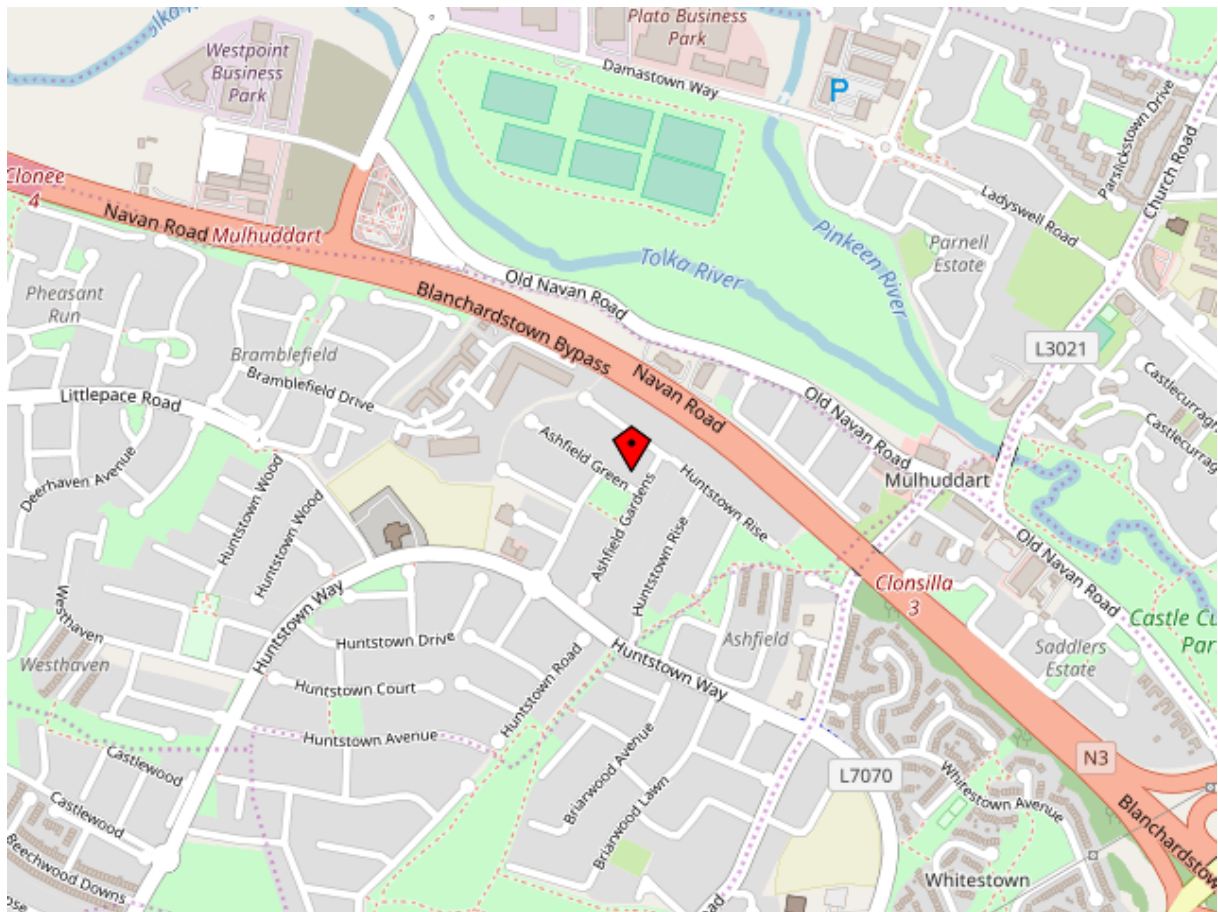 Plato Business
Park
Westpoint
Business
Park
Damastown Way
P
Parslickstown Drive
Church Road
Clonee
4
Navan Road
Mulhuddart
Ladyswell Road
Pinkeen River
Parnell
Estate
Tolka River
Old Navan Road
Pheasant
Run
Blanchardstown Bypass
Bramblefield
L3021
Navan Road
Bramblefield Drive
Littlepace Road
Old Navan Road
Castlecurragh
Castlecurragh
Ashfield Green
Deerhaven Avenue
Huntstown Wood
Huntstown Wood
Mulhuddart
Ashfield Gardens
Huntstown Rise
Huntstown Rise
Old Navan Road
Westhaven
Huntstown Way
Clonsilla
3
Castle Cu
Par
Huntstown Drive
Ashfield
Saddlers
Estate
Westhaven
Huntstown Way
Huntstown Court
Huntstown Road
Huntstown Avenue
Castlewood
Briarwood Avenue
N3
L7070
Whitestown Avenue
Briarwood Lawn
Castlewood
Blanchardstow
Beechwood Downs
Whitestown